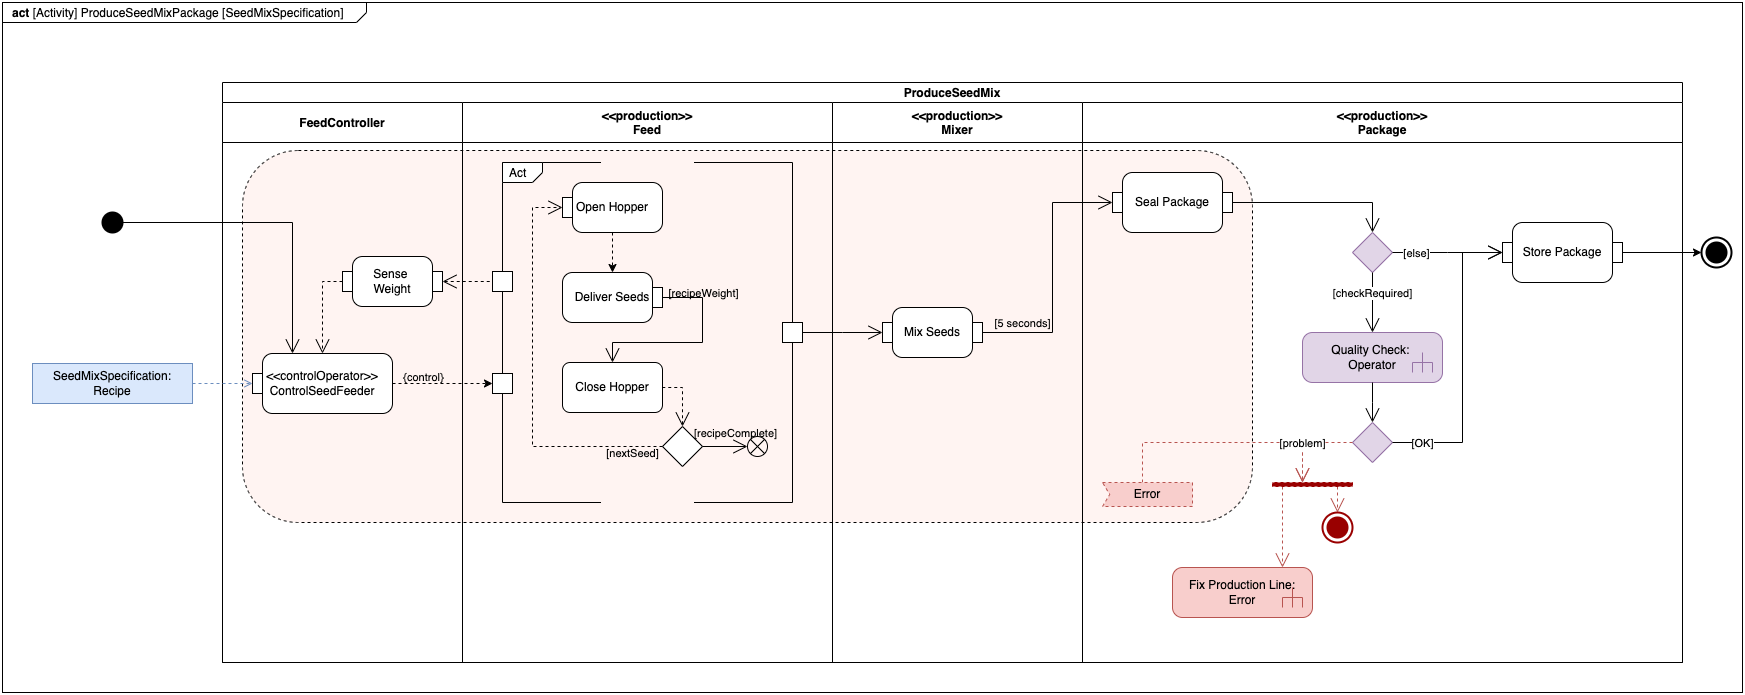 act [Activity] ProduceSeedMixPackage [SeedMixSpecification]
ProduceSeedMix
FeedController
<<production>>
Feed
<<production>>
Mixer
<<production>>
Package
Act
Open Hopper
Seal Package
Sense
Weight
Deliver Seeds
[recipeWeight]
Mix Seeds
[5 seconds]
[else]
Store Package
[checkRequired]
Quality Check:
Operator
SeedMixSpecification:
Recipe
<<controlOperator>>
ControlSeedFeeder
{control}
Close Hopper
[recipeComplete]
[nextSeed]
[problem]
[OK]
Error
Fix Production Line:
Error